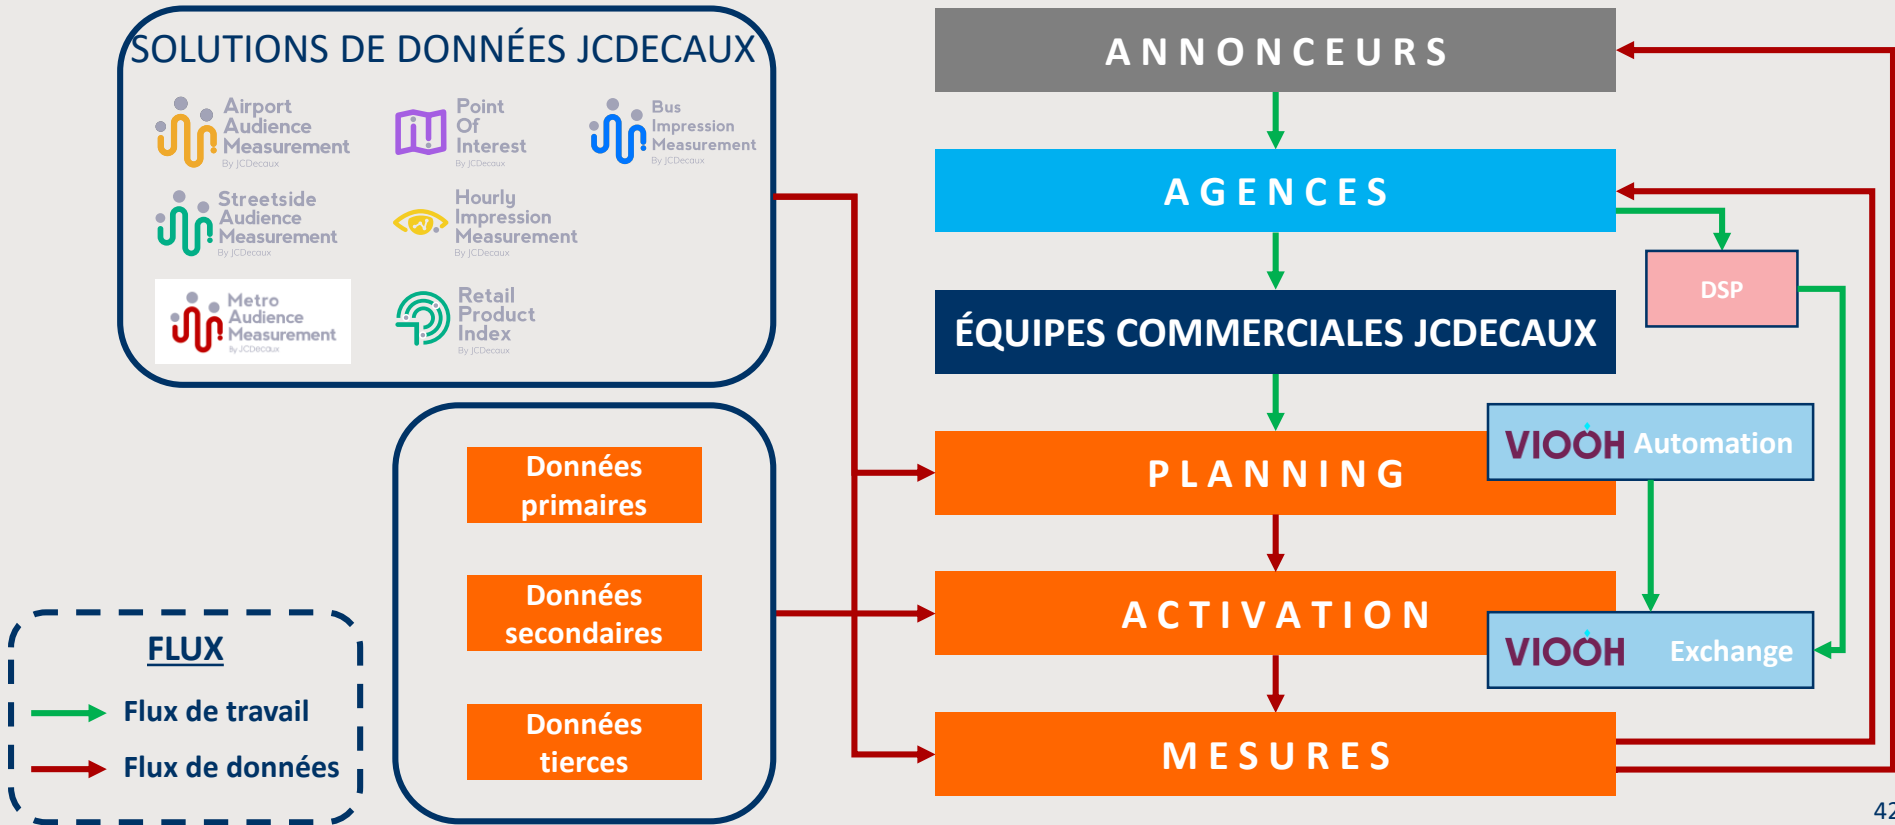 SOLUTIONS DE DONNÉES JCDECAUX
Airport
Audience
Measurement
By JCDecaux
Point
Of
Interest
By JCDecaux
Bus
Impression
Measurement
By JCDecaux
Streetside
Audience
Measurement
By JCDecaux
Hourly
Impression
Measurement
By JCDecaux
Metro
Audience
Measurement
By JCDecaux
Retail
Product
Index
By JCDecaux
Données
primaires
Données
secondaires
Données
tierces
FLUX
Flux de travail
Flux de données
ANNONCEURS
AGENCES
DSP
ÉQUIPES COMMERCIALES JCDECAUX
PLANNING
VIOOH Automation
ACTIVATION
VIOOH Exchange
MESURES
42